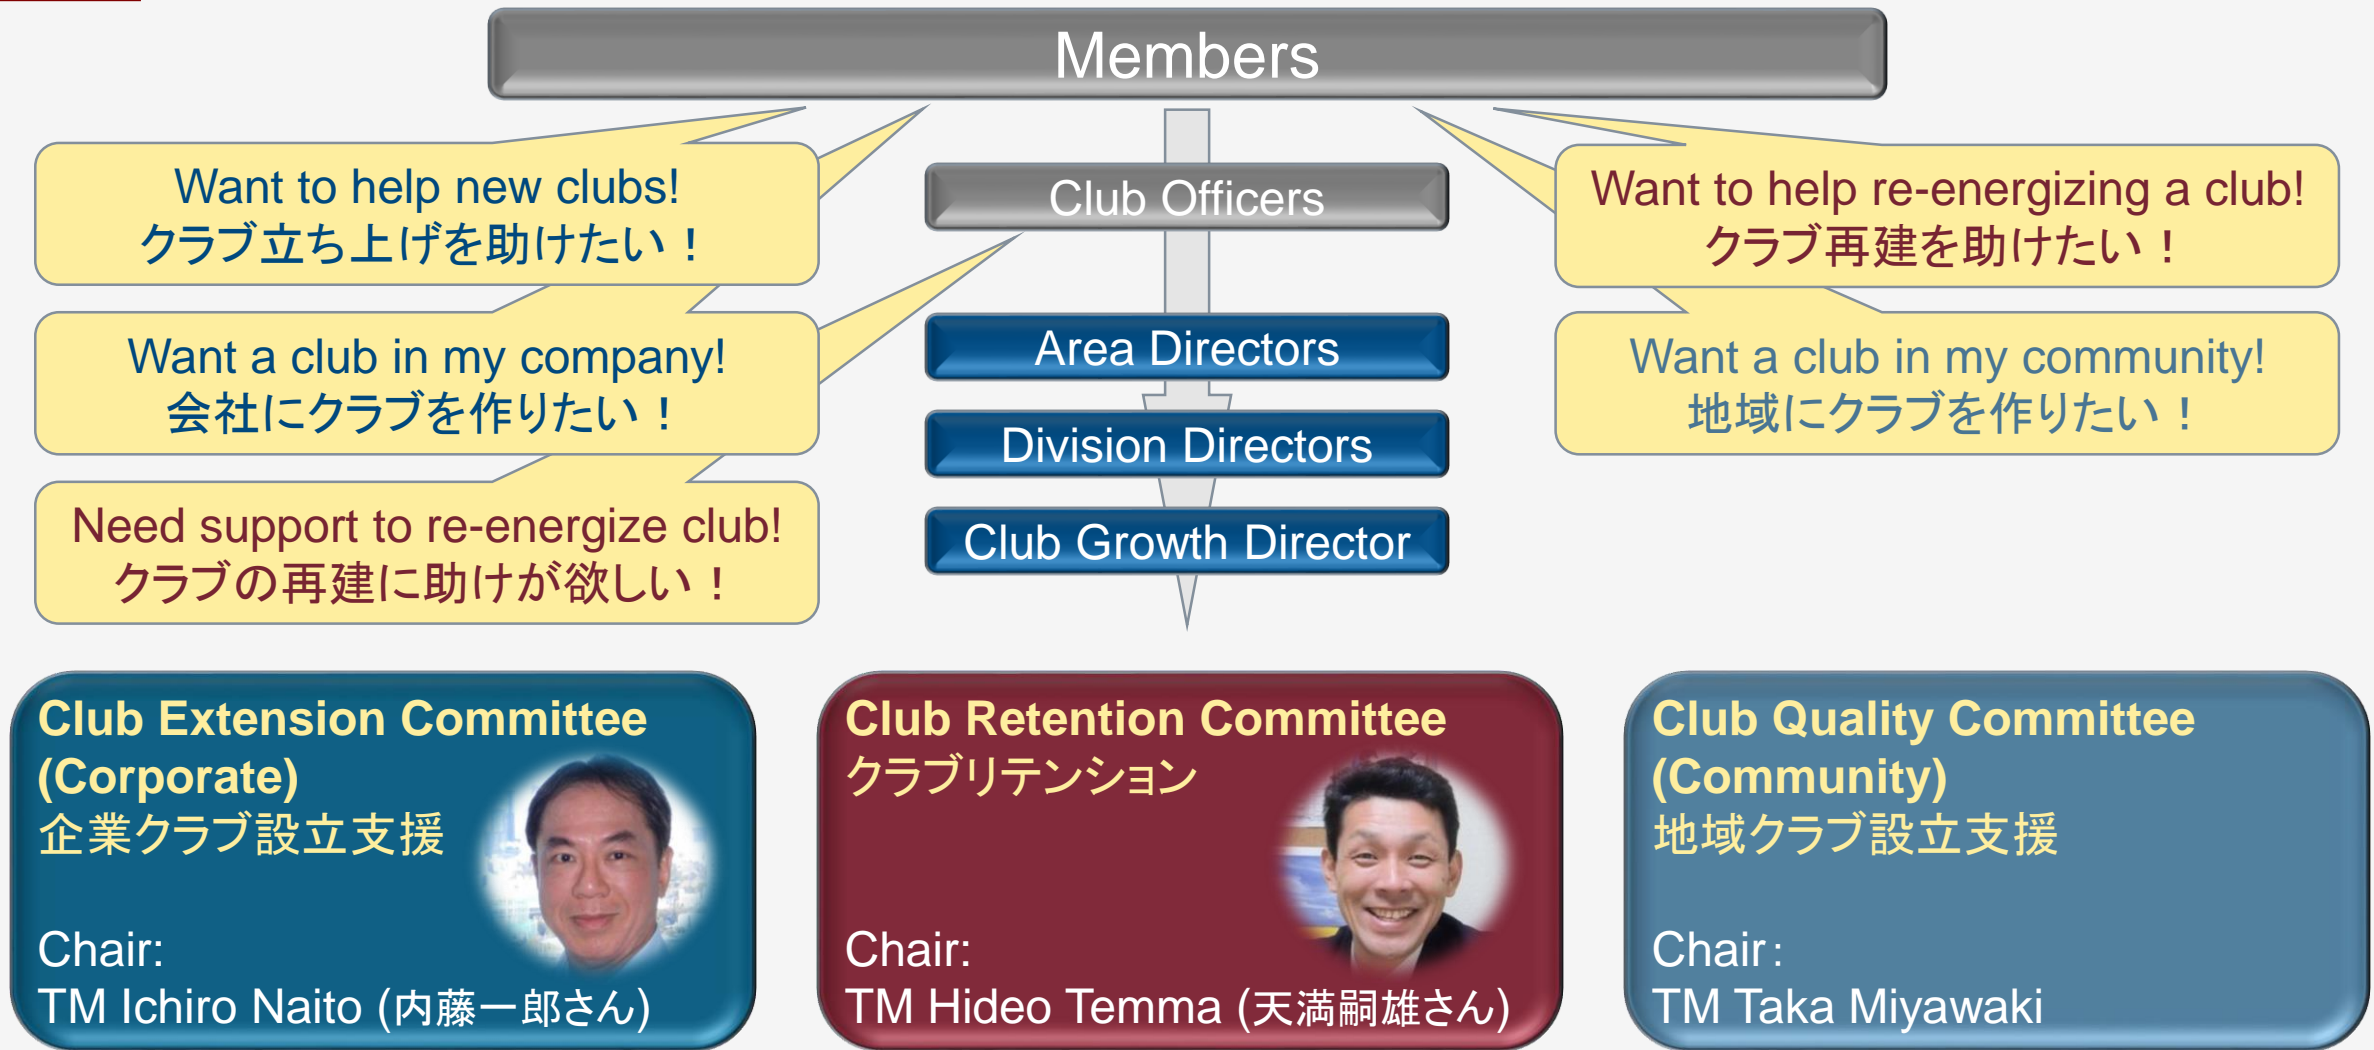 Members
Want to help new clubs!
クラブ立ち上げを助けたい！
Want a club in my company!
会社にクラブを作りたい！
Need support to re-energize club!
クラブの再建に助けが欲しい！
Club Officers
Area Directors
Division Directors
Club Growth Director
Want to help re-energizing a club!
クラブ再建を助けたい！
Want a club in my community!
地域にクラブを作りたい！
Club Extension Committee
(Corporate)
企業クラブ設立支援
Chair:
TM Ichiro Naito (内藤一郎さん)
Club Retention Committee
クラブリテンション
Chair:
TM Hideo Temma (天満嗣雄さん)
Club Quality Committee
(Community)
地域クラブ設立支援
Chair：
TM Taka Miyawaki